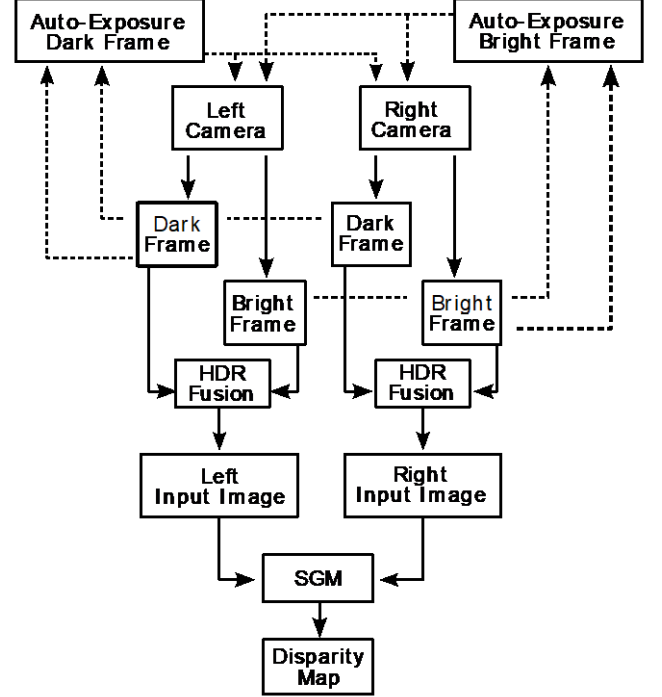 Auto-Exposure
Dark Frame
Auto-Exposure
Bright Frame
Left
Camera
Right
Camera
Dark
Frame
Dark
Frame
Bright
Frame
Bright
Frame
HDR
Fusion
HDR
Fusion
Left
Input Image
Right
Input Image
SGM
Disparity
Map